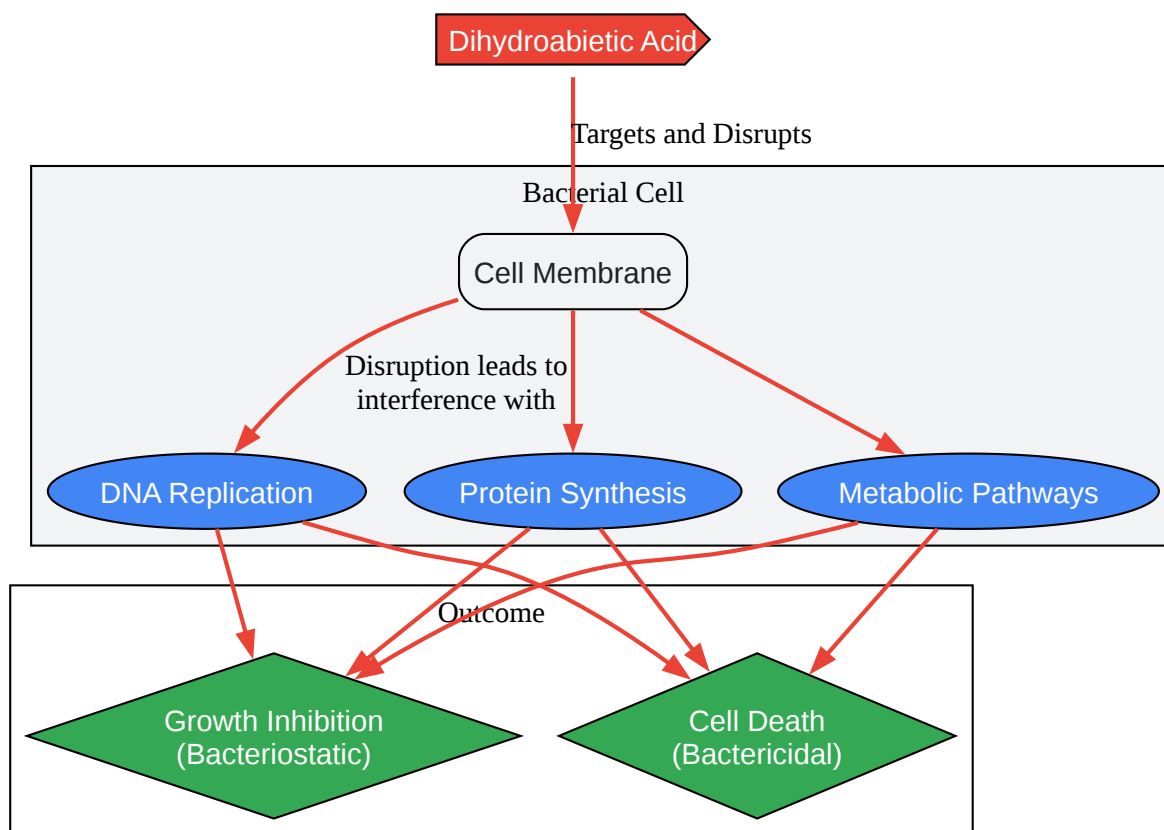 Dihydroabietic Acid
Targets and Disrupts
Bacterial Cell
Cell Membrane
Disruption leads to
interference with
DNA Replication
Protein Synthesis
Metabolic Pathways
Outcome
Growth Inhibition
(Bacteriostatic)
Cell Death
(Bactericidal)